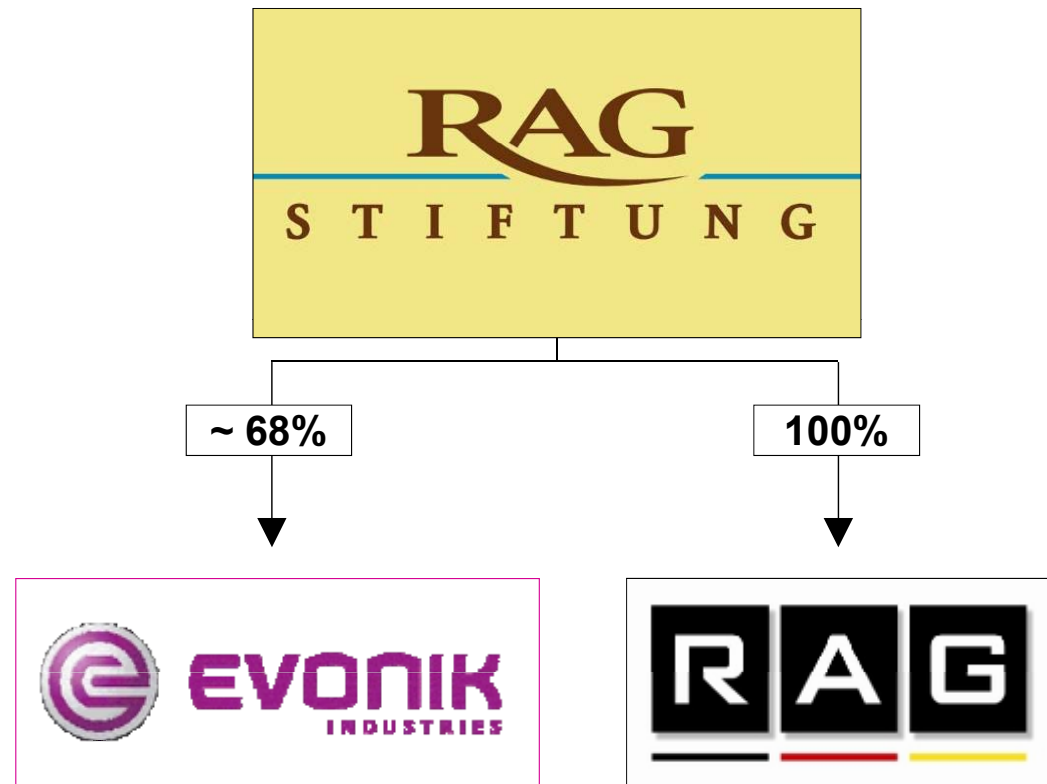 RAG
STIFTUNG
~ 68%
100%
EVONIK
INDUSTRIES
RAG